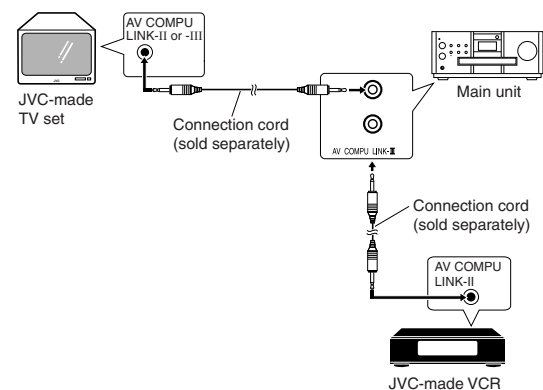 AV COMPU
LINK-II or -III
JVC
JVC-made
TV set
Connection cord
(sold separately)
Main unit
AV COMPU LINK-III
Connection cord
(sold separately)
AV COMPU
LINK-II
JVC-made VCR